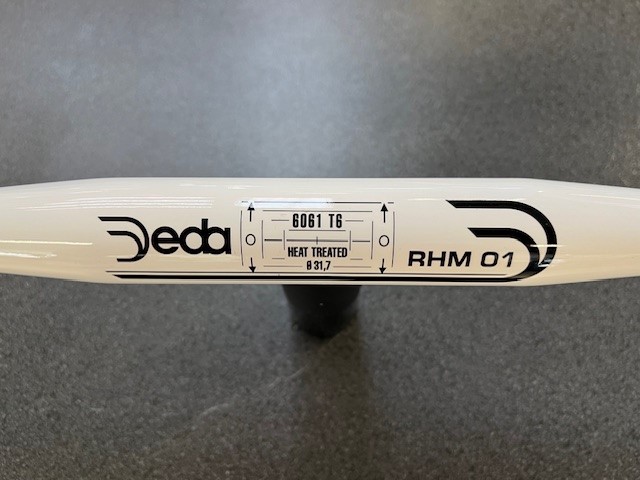 Deda
6061 T6
HEAT TREATED
Ø 31,7
RHM 01